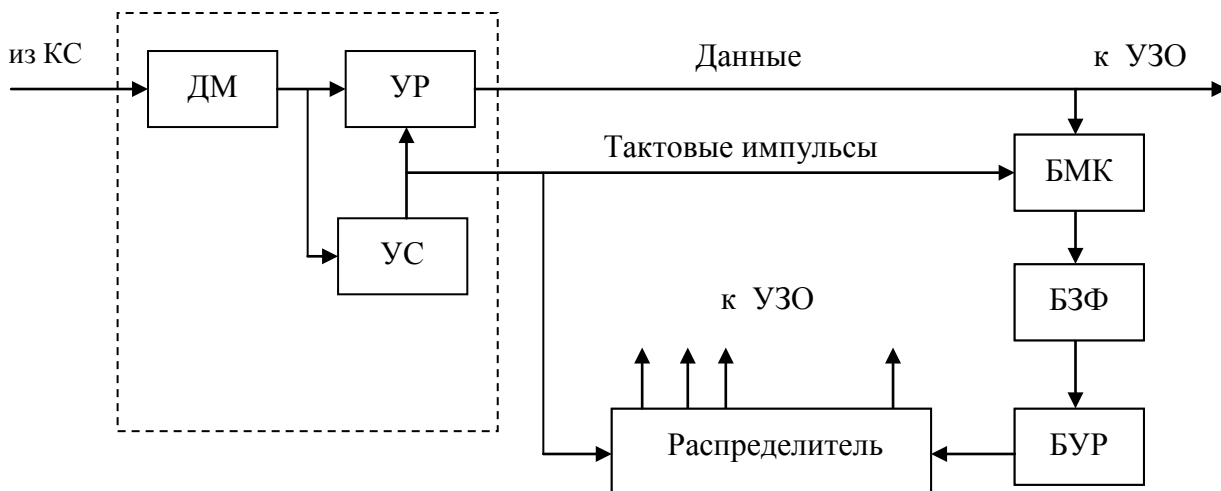 из КС
ДМ
УР
Данные
к УЗО
Тактовые импульсы
БМК
УС
БЗФ
к УЗО
Распределитель
БУР